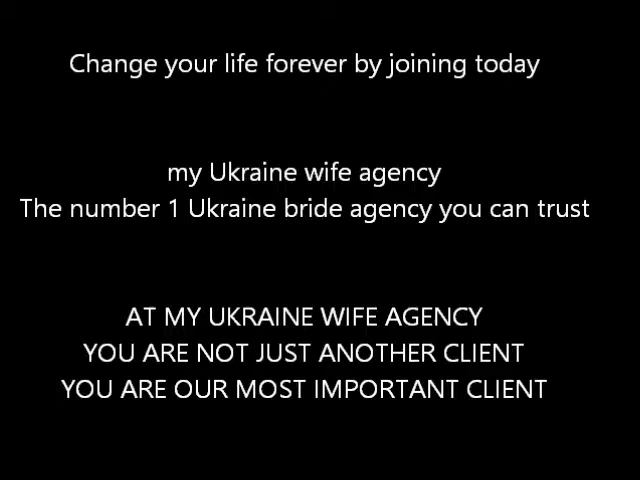 Change your life forever by joining today
my Ukraine wife agency
The number 1 Ukraine bride agency you can trust
AT MY UKRAINE WIFE AGENCY
YOU ARE NOT JUST ANOTHER CLIENT
YOU ARE OUR MOST IMPORTANT CLIENT